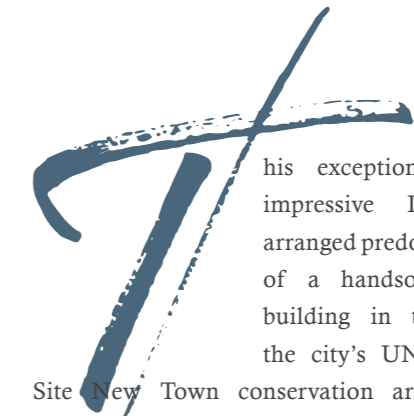 This exception
impressive
arranged predo
of a handso
building in
the city's UN
Site New Town conservation ar